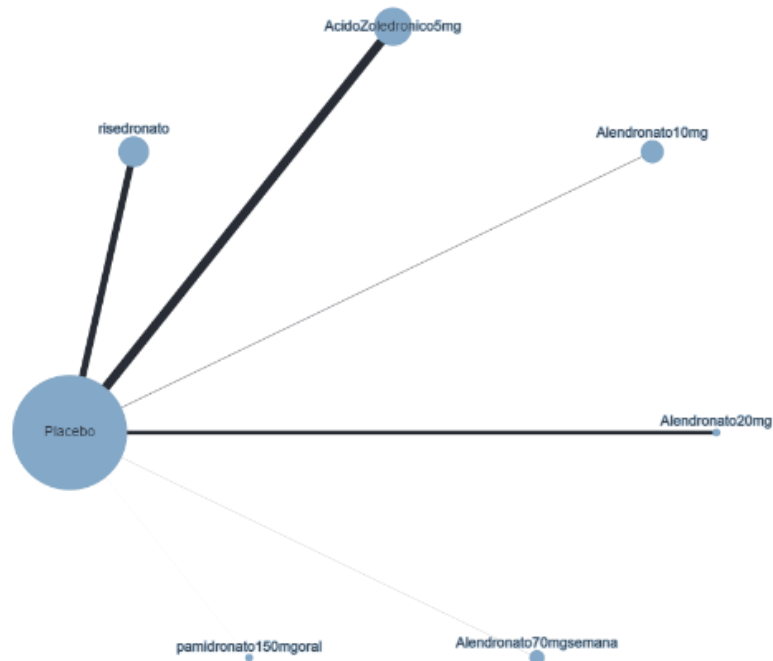 AcidoZoledronico5mg
risedronato
Alendronato10mg
Alendronato20mg
Placebo
pamidronato150mgoral
Alendronato70mgsemana